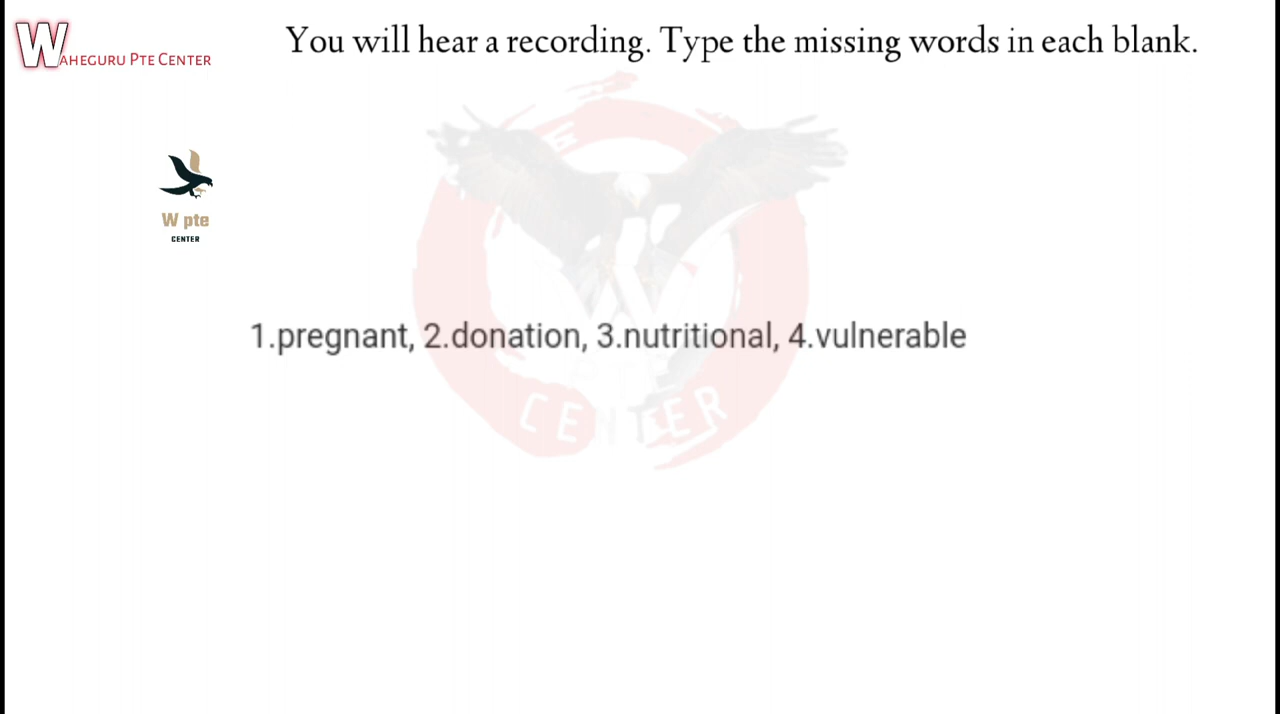 WAHEGURU PTE CENTER
You will hear a recording. Type the missing words in each blank.
W pte
CENTER
1.pregnant, 2.donation, 3.nutritional, 4.vulnerable
PTE
CENTER